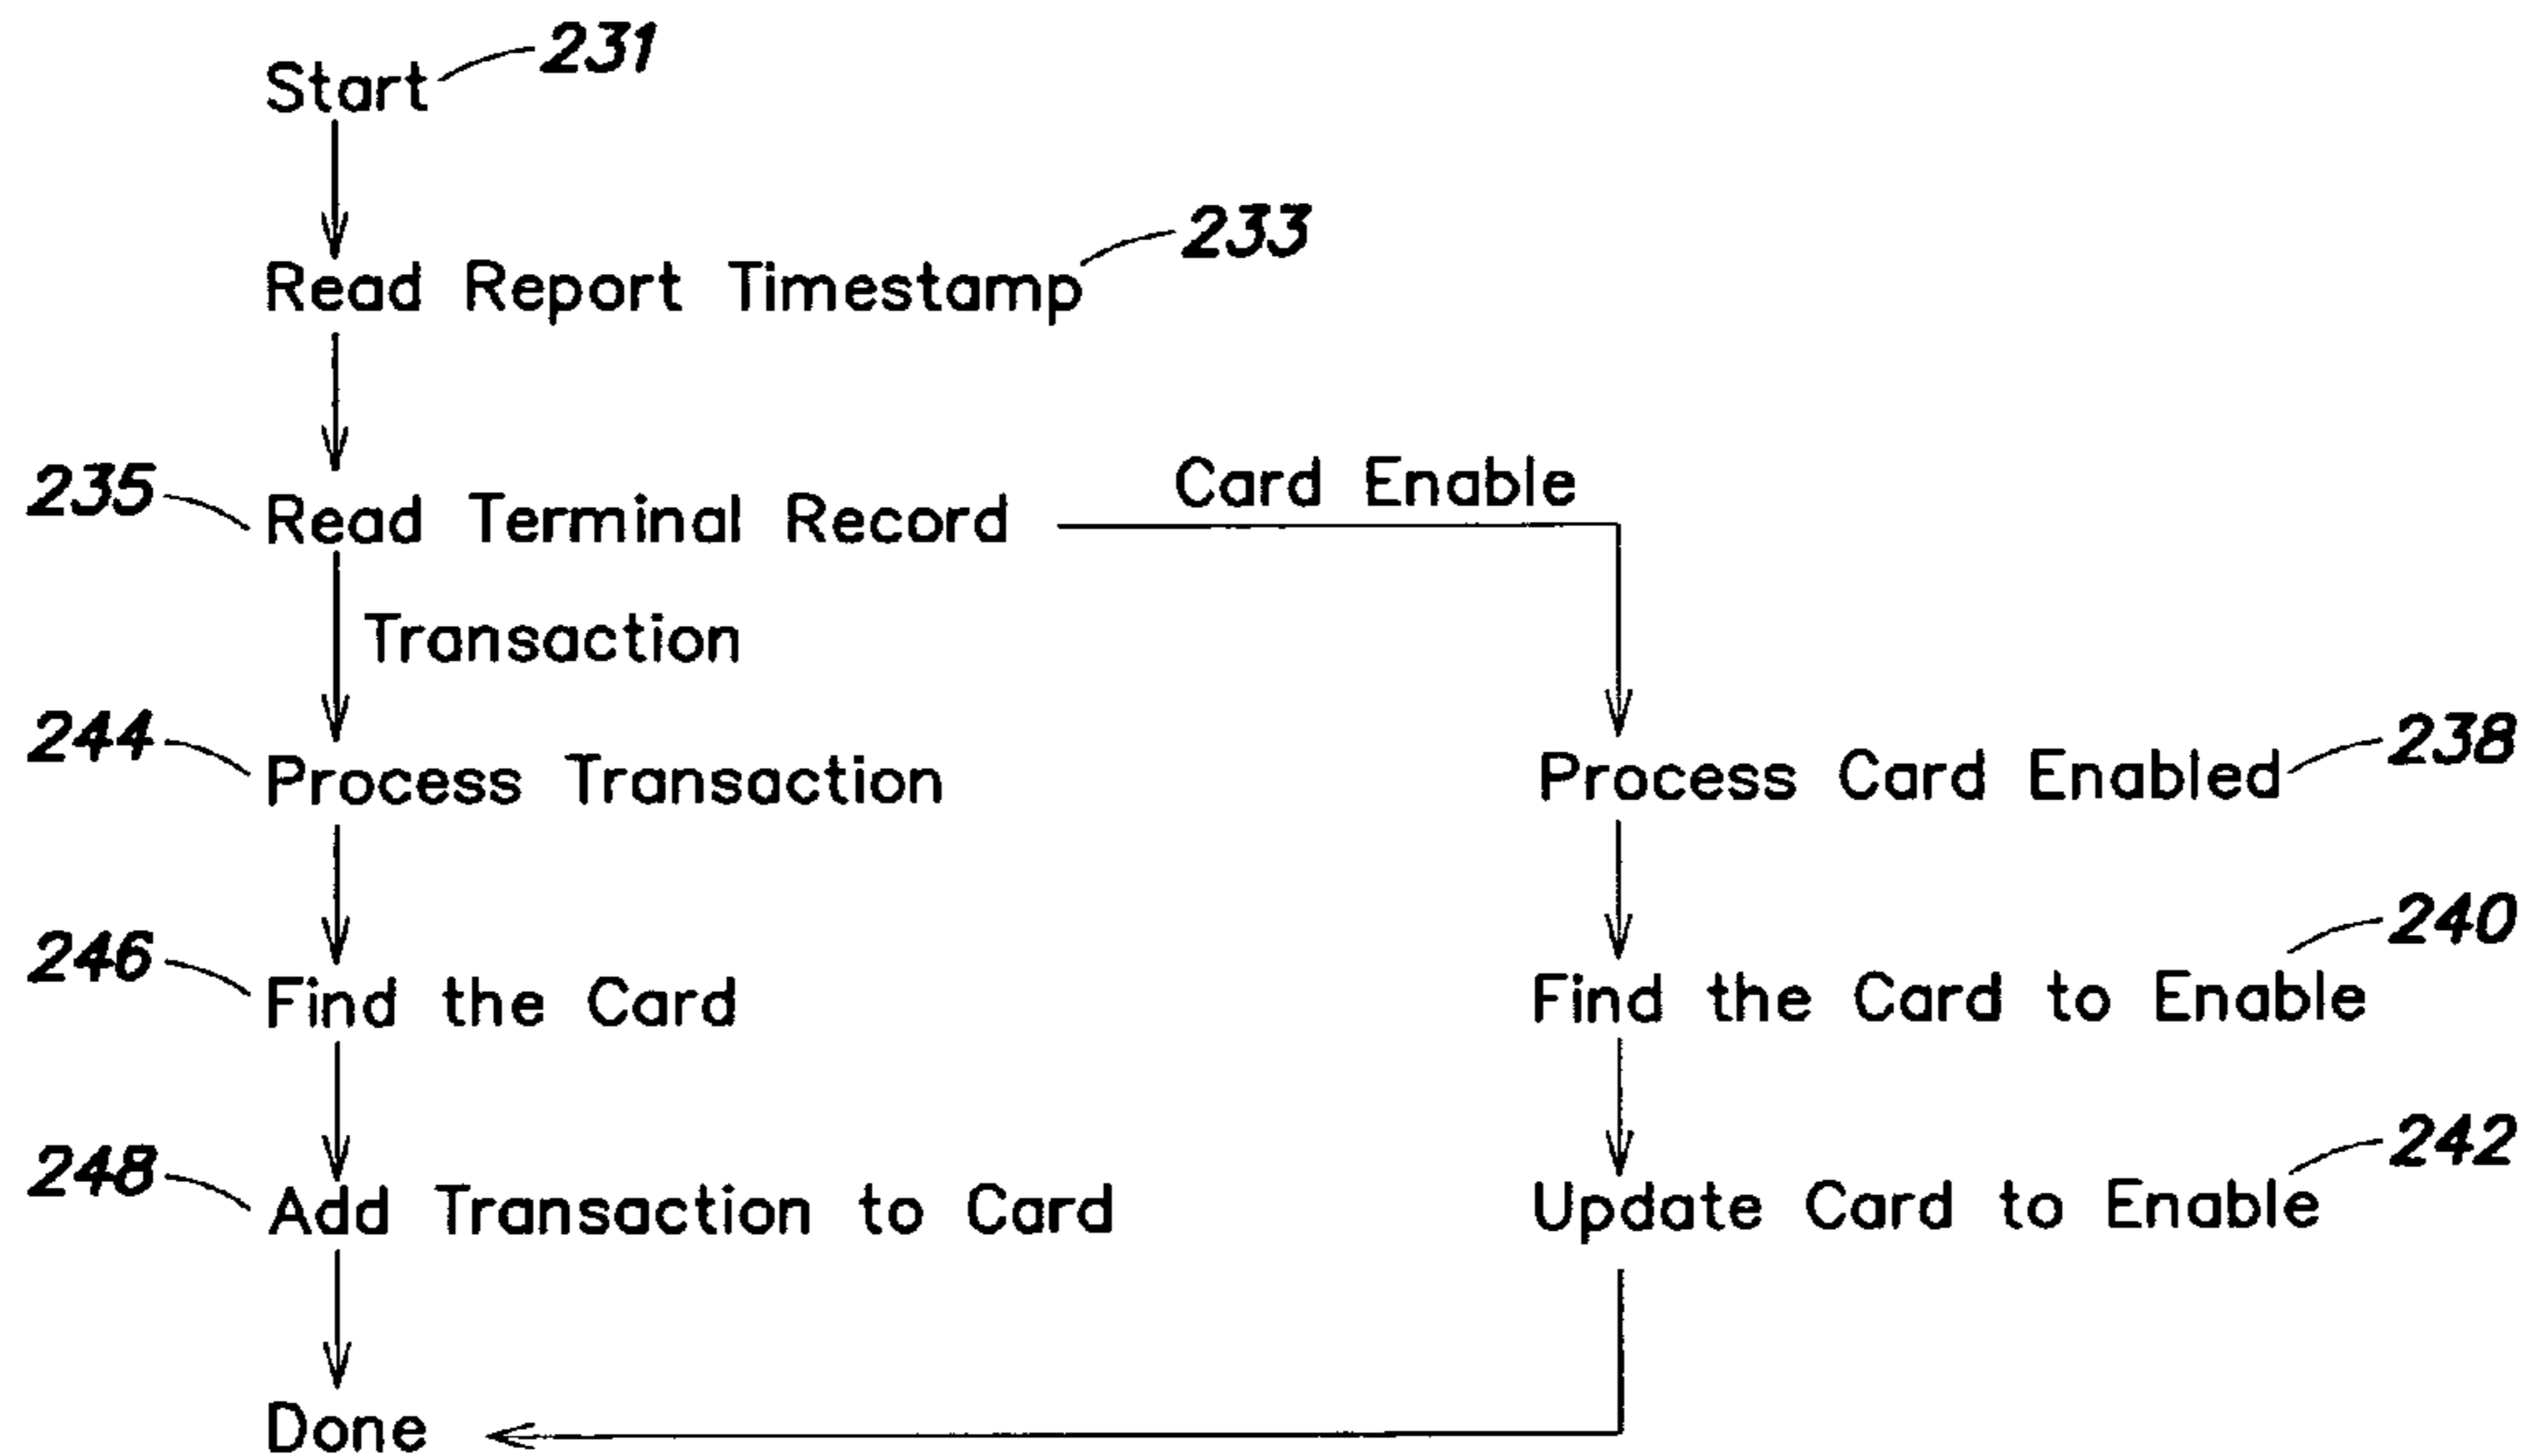 Start 231
Read Report Timestamp 233
Card Enable
235 Read Terminal Record
Transaction
244 Process Transaction
Process Card Enabled 238
246 Find the Card
Find the Card to Enable 240
248 Add Transaction to Card
Update Card to Enable 242
Done